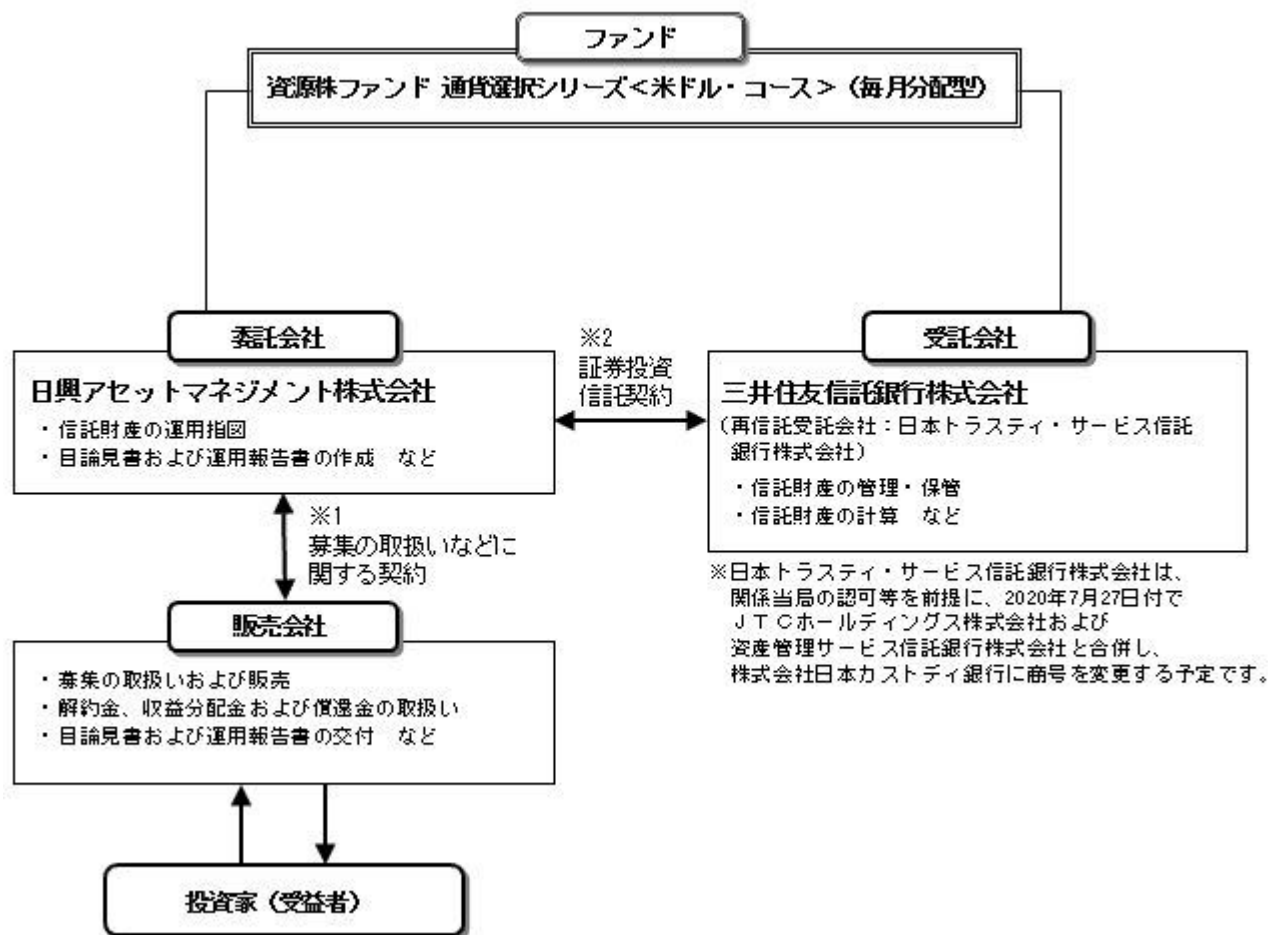 ファンド
資源株ファンド 通貨選択シリーズ＜米ドル・コース＞（毎月分配型）
委託会社
日興アセットマネジメント株式会社
・信託財産の運用指図
・目論見書および運用報告書の作成　など
※2
証券投資
信託契約
受託会社
三井住友信託銀行株式会社
（再信託受託会社：日本トラスティ・サービス信託
銀行株式会社）
・信託財産の管理・保管
・信託財産の計算　など
※1
募集の取扱いなどに
関する契約
※日本トラスティ・サービス信託銀行株式会社は、
関係当局の認可等を前提に、2020年7月27日付で
ＪＴＣホールディングス株式会社および
資産管理サービス信託銀行株式会社と合併し、
株式会社日本カストディ銀行に商号を変更する予定です。
販売会社
・募集の取扱いおよび販売
・解約金、収益分配金および償還金の取扱い
・目論見書および運用報告書の交付　など
投資家（受益者）